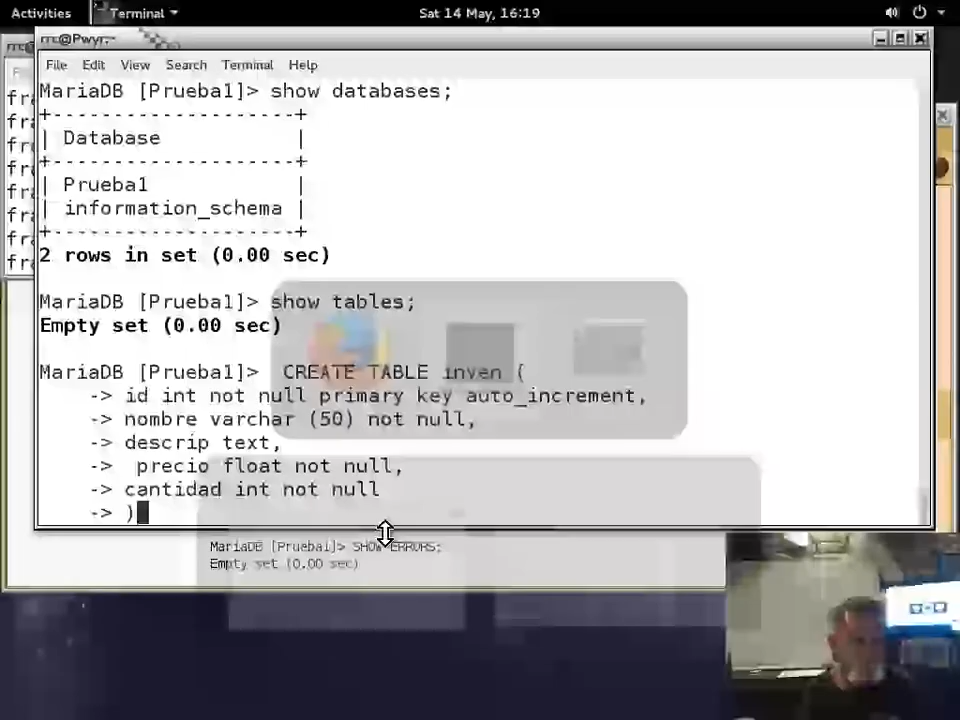 Activities
Terminal
Sat 14 May, 16:19
File Edit View Search Terminal Help
MariaDB [Prueba1]> show databases;
+--------------------+
| Database |
+--------------------+
| Prueba1 |
| information_schema |
+--------------------+
2 rows in set (0.00 sec)
MariaDB [Prueba1]> show tables;
Empty set (0.00 sec)
MariaDB [Prueba1]> CREATE TABLE inven (
-> id int not null primary key auto_increment,
-> nombre varchar (50) not null,
-> descrip text,
-> precio float not null,
-> cantidad int not null
-> )
MariaDB [Prueba1]> SHOW ERRORS;
Empty set (0.00 sec)